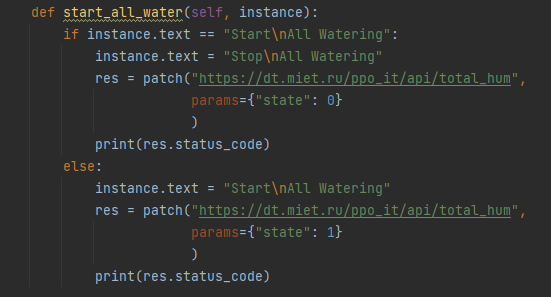 def start_all_water(self, instance):
    if instance.text == "Start\nAll Watering":
        instance.text = "Stop\nAll Watering"
        res = patch("https://dt.miet.ru/ppo_it/api/total_hum",
                    params={"state": 0}
                    )
        print(res.status_code)
    else:
        instance.text = "Start\nAll Watering"
        res = patch("https://dt.miet.ru/ppo_it/api/total_hum",
                    params={"state": 1}
                    )
        print(res.status_code)